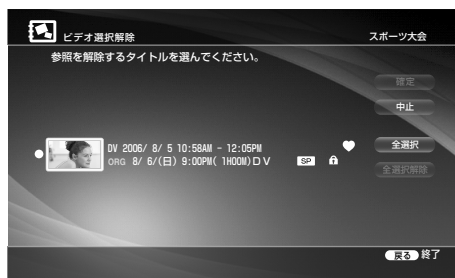 ビデオ選択解除
スポーツ大会
参照を解除するタイトルを選んでください。
確定
中止
DV 2006/ 8/ 5 10:58AM - 12:05PM
ORG 8/ 6/(日) 9:00PM( 1H00M)DV
SP
全選択
全選択解除
戻る 終了